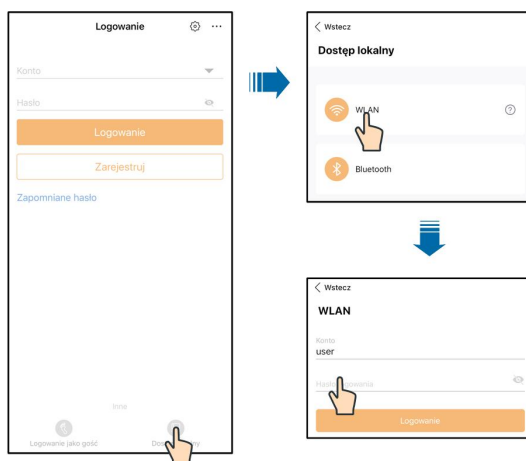 Logowanie
Konto
Hasło
Logowanie
Zarejestruj
Zapomniane hasło
Inne
Logowanie jako gość
Wstecz
Dostęp lokalny
WLAN
Bluetooth
Wstecz
WLAN
Konto
user
Logowanie